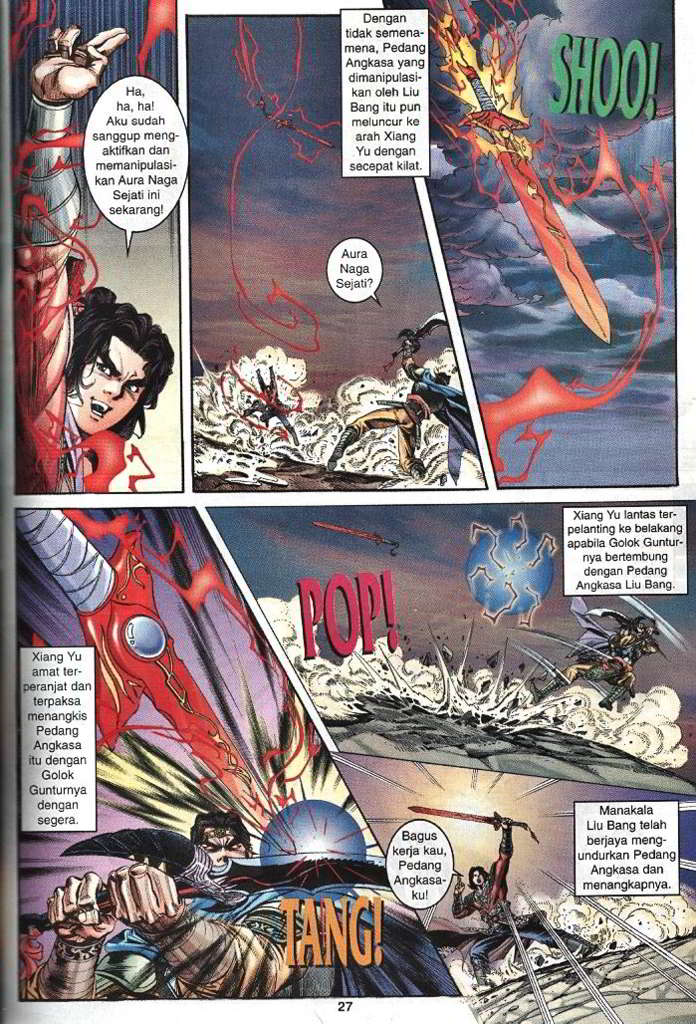 Ha,
ha, ha!
Aku sudah
sanggup meng-
aktifkan dan
memanipulasi-
kan Aura Naga
Sejati ini
sekarang!
Dengan
tidak semena-
mena, Pedang
Angkasa yang
dimanipulasi-
kan oleh Liu
Bang itu pun
meluncur ke
arah Xiang
Yu dengan
secepat kilat.
Aura
Naga
Sejati?
SHOO!
Xiang Yu
amat ter-
peranjat dan
terpaksa
menangkis
Pedang
Angkasa
itu dengan
Golok
Gunturnya
dengan
segera.
TANG!
POP!
Xiang Yu lantas ter-
pelanting ke belakang
apabila Golok Guntur-
nya bertembung
dengan Pedang
Angkasa Liu Bang.
Bagus
kerja kau,
Pedang
Angkasa-
ku!
Manakala
Liu Bang telah
berjaya meng-
undurkan Pedang
Angkasa dan
menangkapnya.
27